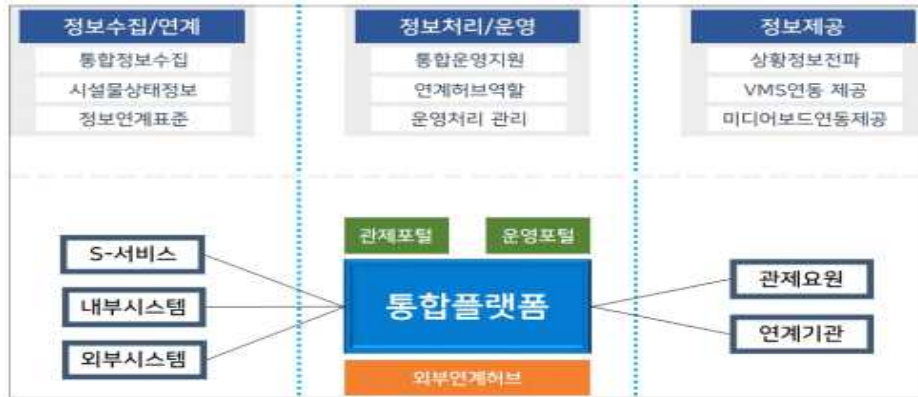 정보수집/연계
통합정보수집
시설물상태정보
정보연계표준
정보처리/운영
통합운영지원
연계허브역할
운영처리 관리
정보제공
상황정보전파
VMS연동 제공
미디어보드연동제공
S-서비스
내부시스템
외부시스템
관제포털
운영포털
통합플랫폼
외부연계허브
관제요원
연계기관